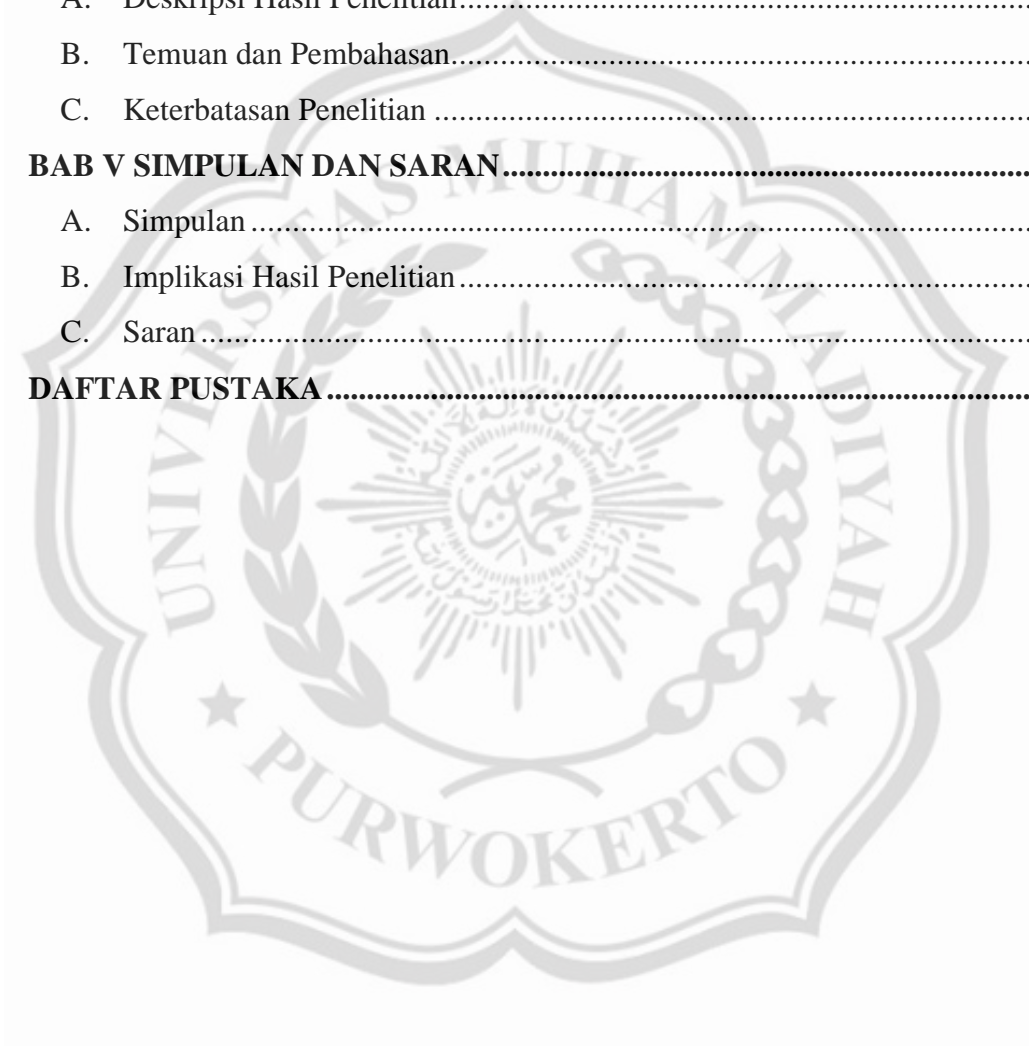 A. Deskripsi Hasil Penelitian
B. Temuan dan Pembahasan
C. Keterbatasan Penelitian
BAB V SIMPULAN DAN SARAN
A. Simpulan
B. Implikasi Hasil Penelitian
C. Saran
DAFTAR PUSTAKA
UNIVERSITAS MUHAMMADIYAH
PURWOKERTO